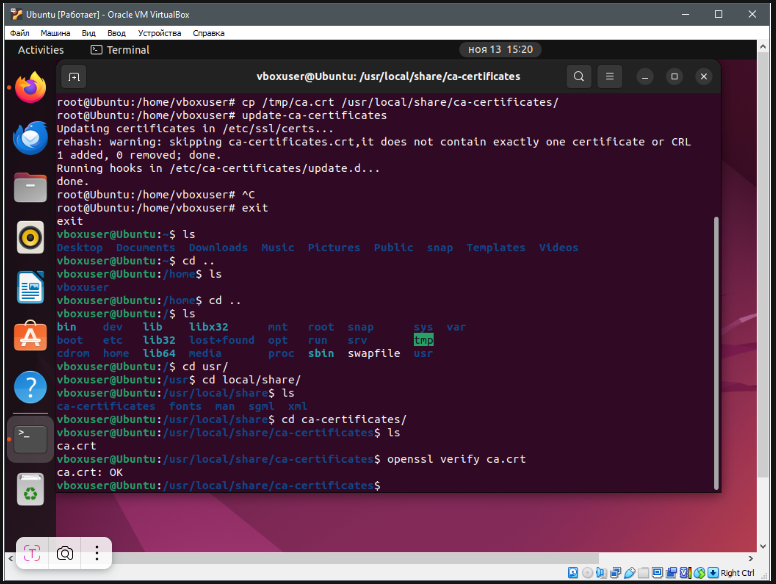 Ubuntu [Работает] - Oracle VM VirtualBox
Файл Машина Вид Ввод Устройства Справка
Activities Terminal ноя 13 15:20
vboxuser@Ubuntu: /usr/local/share/ca-certificates
root@Ubuntu:/home/vboxuser# cp /tmp/ca.crt /usr/local/share/ca-certificates/
root@Ubuntu:/home/vboxuser# update-ca-certificates
Updating certificates in /etc/ssl/certs...
rehash: warning: skipping ca-certificates.crt,it does not contain exactly one certificate or CRL
1 added, 0 removed; done.
Running hooks in /etc/ca-certificates/update.d...
done.
root@Ubuntu:/home/vboxuser# ^C
root@Ubuntu:/home/vboxuser# exit
exit
vboxuser@Ubuntu:~$ ls
Desktop Documents Downloads Music Pictures Public snap Templates Videos
vboxuser@Ubuntu:~$ cd ..
vboxuser@Ubuntu:/home$ ls
vboxuser
vboxuser@Ubuntu:/home$ cd ..
vboxuser@Ubuntu:/$ ls
bin dev lib libx32 mnt root snap sys var
boot etc lib32 lost+found opt run srv tmp
cdrom home lib64 media proc sbin swapfile usr
vboxuser@Ubuntu:/$ cd usr/
vboxuser@Ubuntu:/usr$ cd local/share/
vboxuser@Ubuntu:/usr/local/share$ ls
ca-certificates fonts man sgml xml
vboxuser@Ubuntu:/usr/local/share$ cd ca-certificates/
vboxuser@Ubuntu:/usr/local/share/ca-certificates$ ls
ca.crt
vboxuser@Ubuntu:/usr/local/share/ca-certificates$ openssl verify ca.crt
ca.crt: OK
vboxuser@Ubuntu:/usr/local/share/ca-certificates$
Right Ctrl